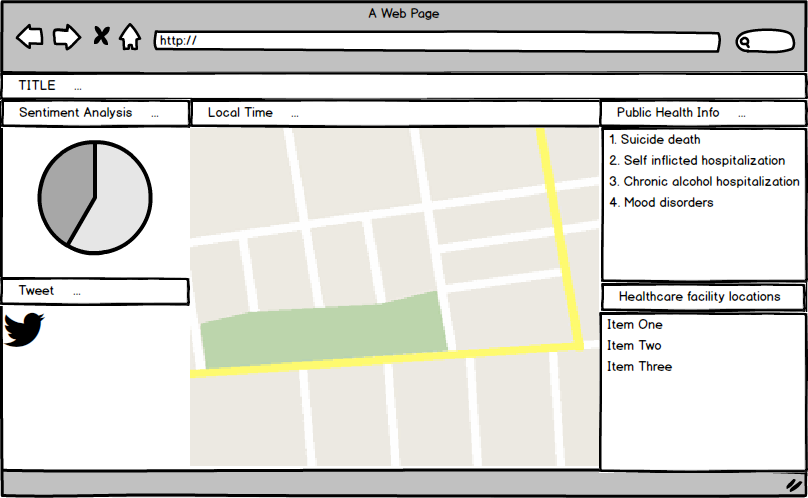 A Web Page
http://
TITLE ...
Sentiment Analysis ...
Local Time ...
Public Health Info ...
1. Suicide death
2. Self inflicted hospitalization
3. Chronic alcohol hospitalization
4. Mood disorders
Tweet ...
Healthcare facility locations
Item One
Item Two
Item Three